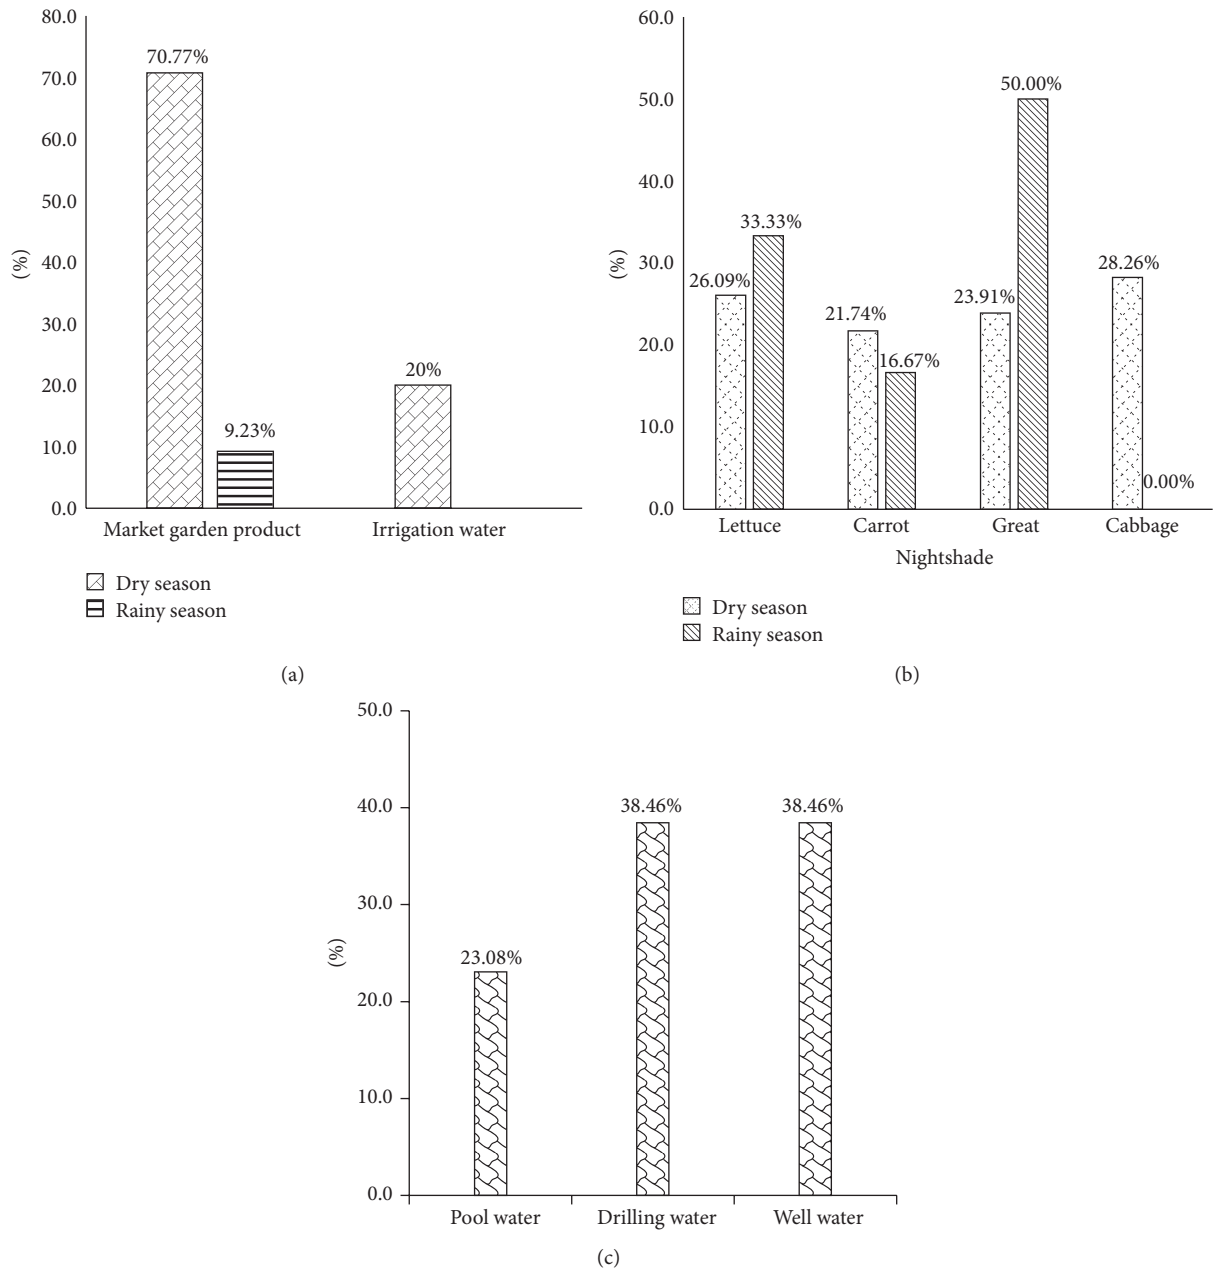 80.0
70.0
60.0
50.0
40.0
30.0
20.0
10.0
0.0
(%)
70.77%
9.23%
20%
Market garden product
Irrigation water
Dry season
Rainy season
(a)
60.0
50.0
40.0
30.0
20.0
10.0
0.0
(%)
26.09%
33.33%
21.74%
16.67%
23.91%
50.00%
28.26%
0.00%
Lettuce
Carrot
Great
Cabbage
Nightshade
Dry season
Rainy season
(b)
50.0
40.0
30.0
20.0
10.0
0.0
(%)
23.08%
38.46%
38.46%
Pool water
Drilling water
Well water
(c)